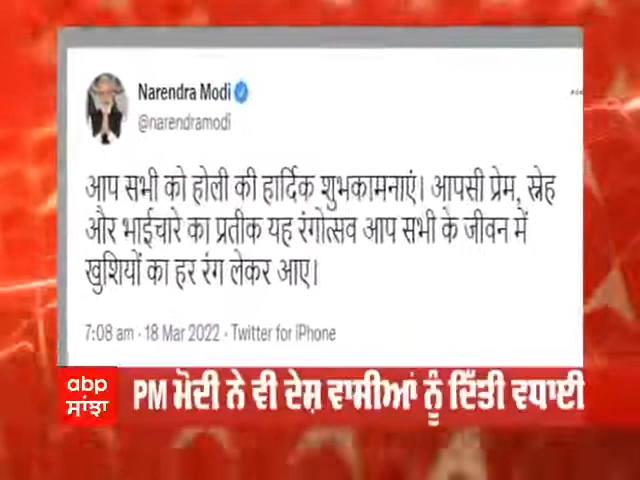 Narendra Modi
@narendramodi
आप सभी को होली की हार्दिक शुभकामनाएं। आपसी प्रेम, स्नेह
और भाईचारे का प्रतीक यह रंगोत्सव आप सभी के जीवन में
खुशियों का हर रंग लेकर आए।
7:08 am · 18 Mar 2022 · Twitter for iPhone
abp
ਸਾਂਝਾ
PM ਮੋਦੀ ਨੇ ਵੀ ਦੇਸ਼ ਵਾਸੀਆਂ ਨੂੰ ਦਿੱਤੀ ਵਧਾਈ